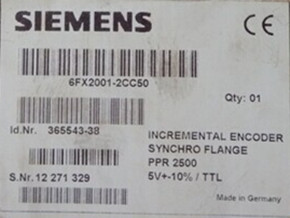 SIEMENS
CE
6FX2001-2CC50
Qty: 01
Id.Nr. 365543-38
INCREMENTAL ENCODER
SYNCHRO FLANGE
PPR 2500
5V+-10% / TTL
S.Nr. 12 271 329
Made in Germany